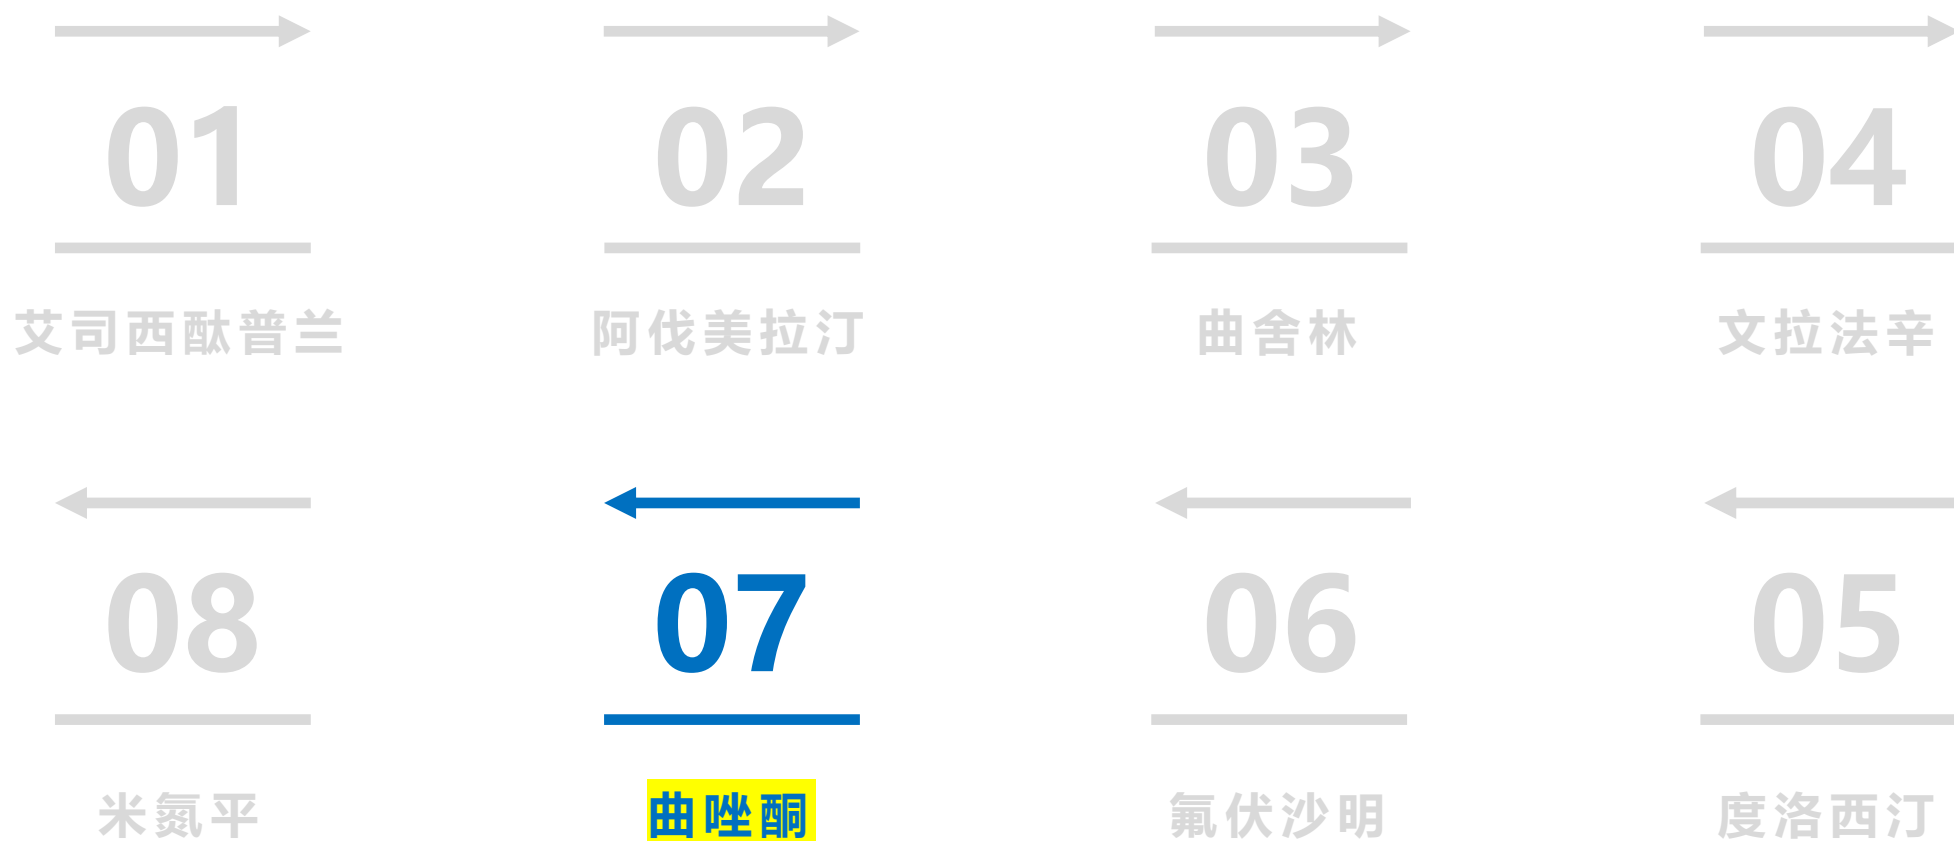 01 02 03 04
艾司西酞普兰 阿伐美拉汀 曲舍林 文拉法辛
08 07 06 05
米氮平 曲唑酮 氟伏沙明 度洛西汀